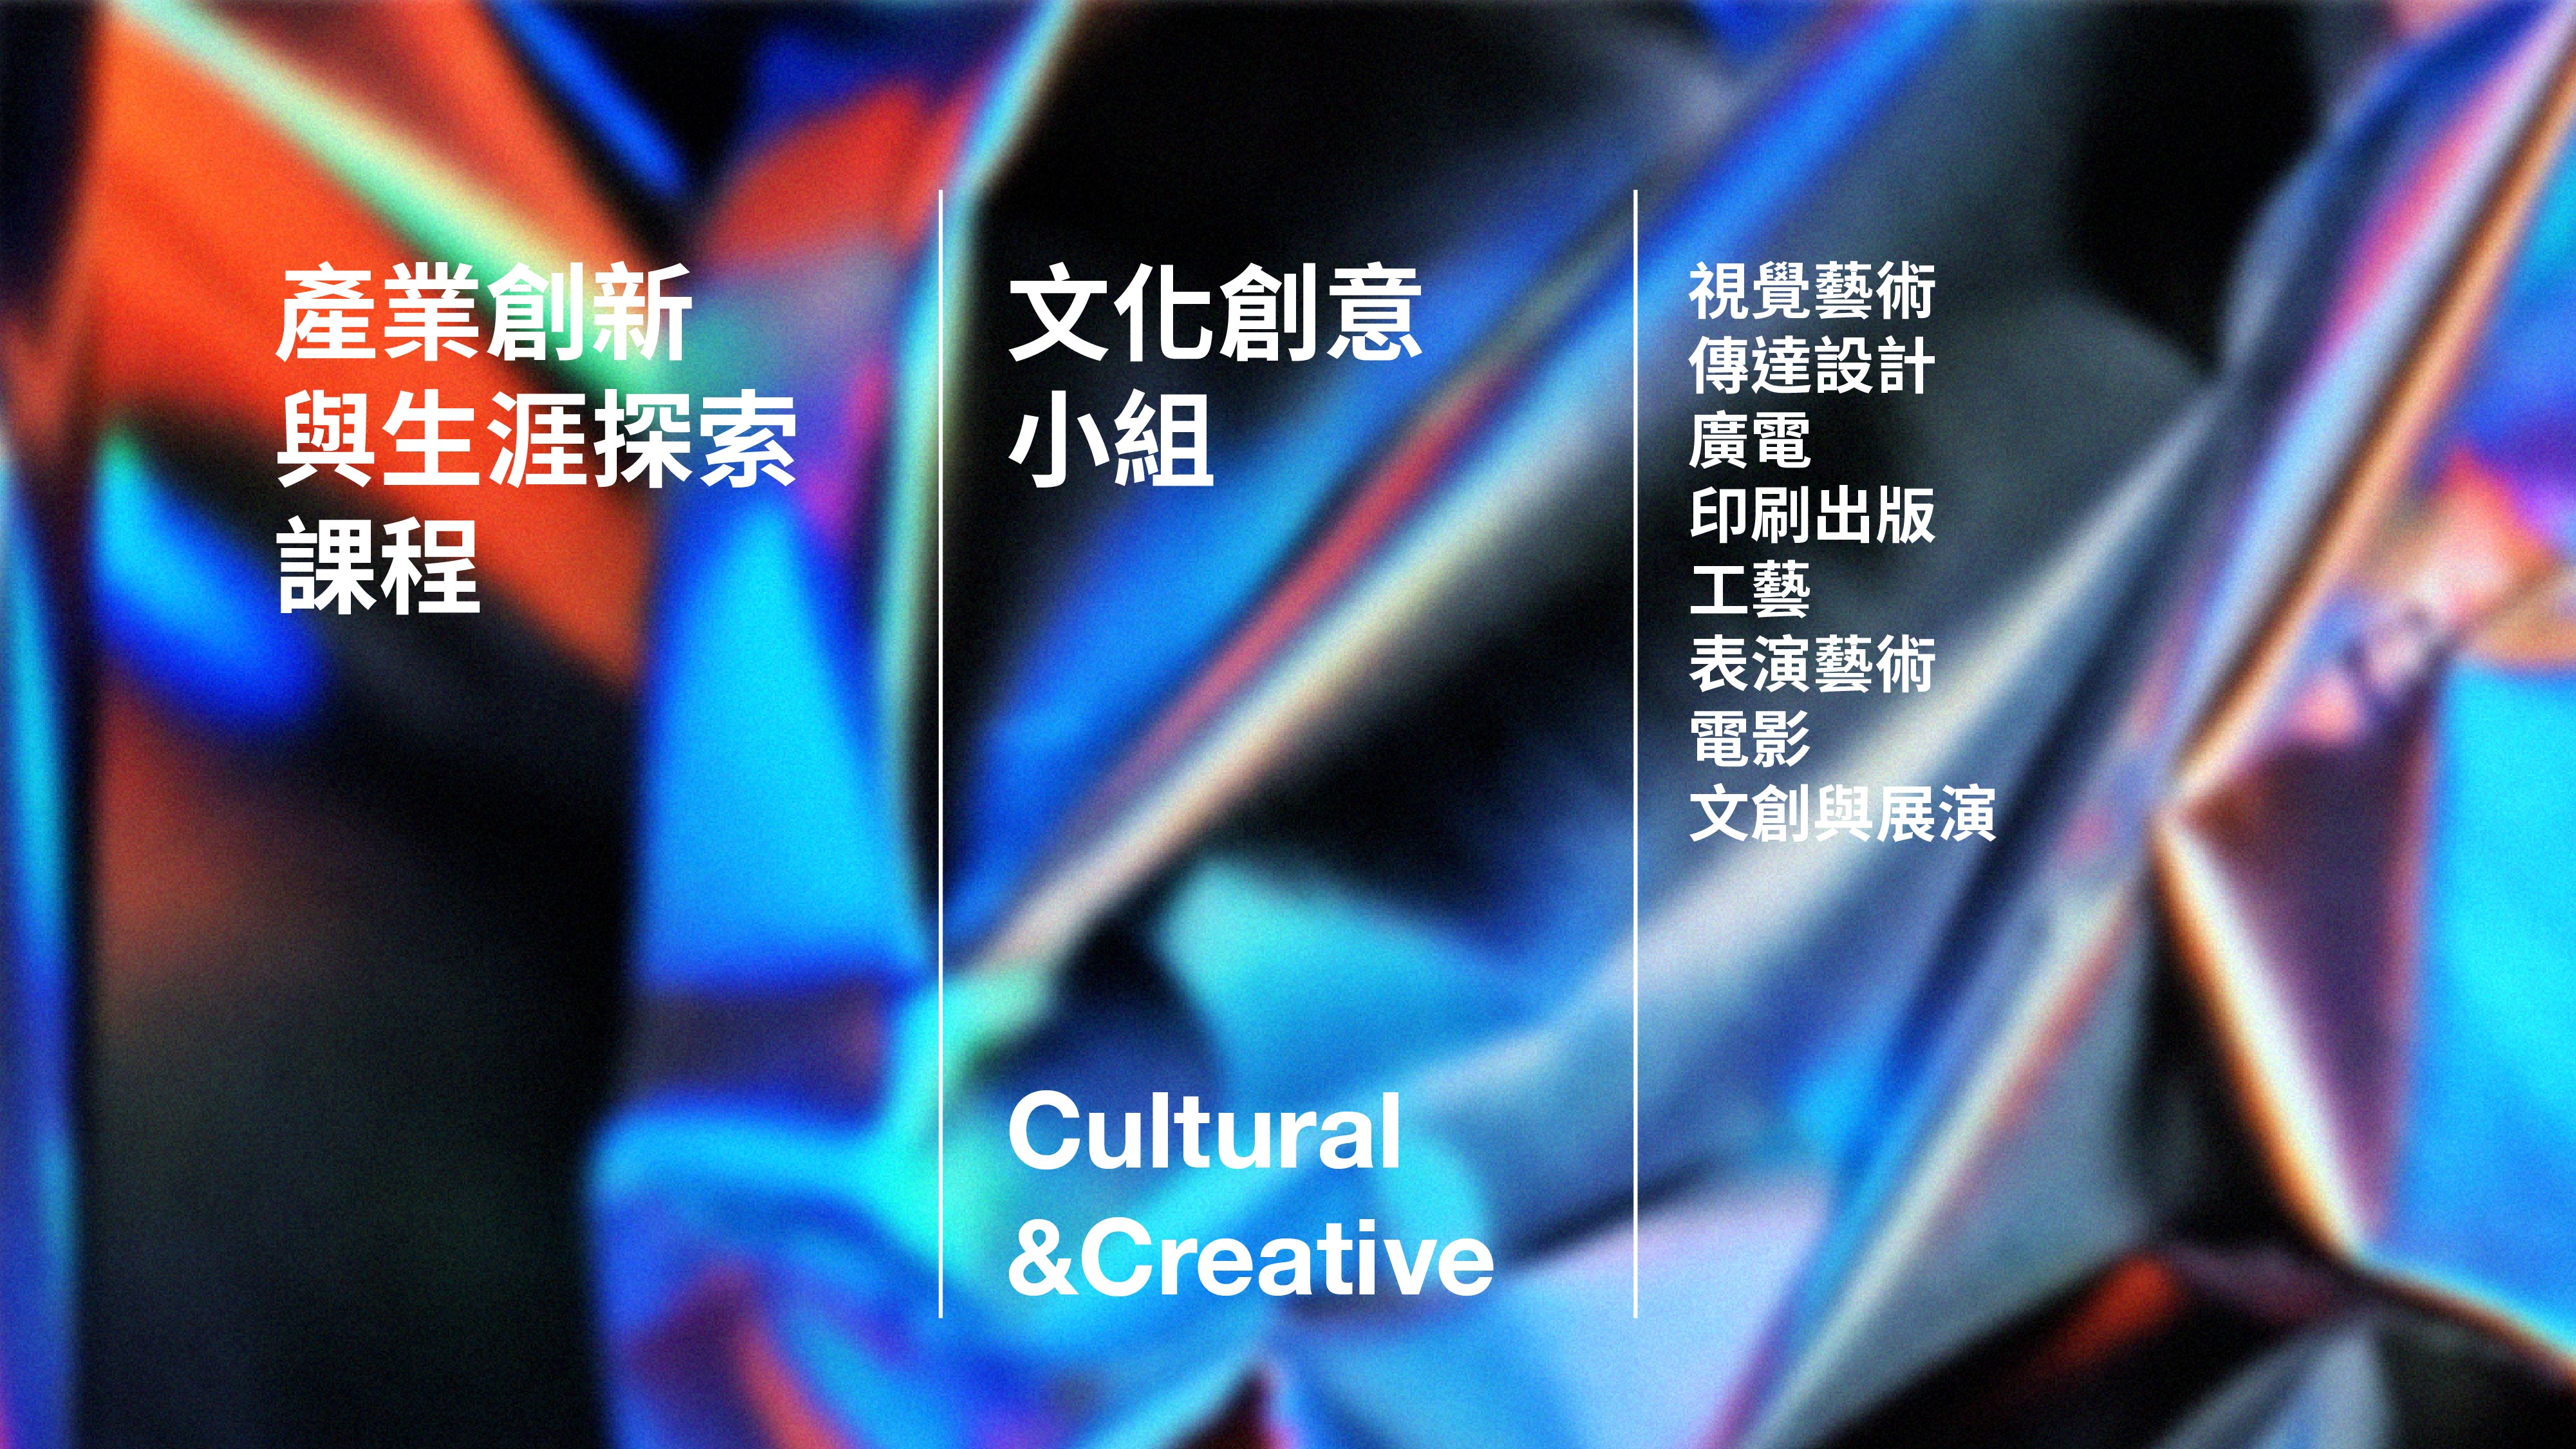 產業創新
與生涯探索
課程
文化創意
小組
Cultural
&Creative
視覺藝術
傳達設計
廣電
印刷出版
工藝
表演藝術
電影
文創與展演